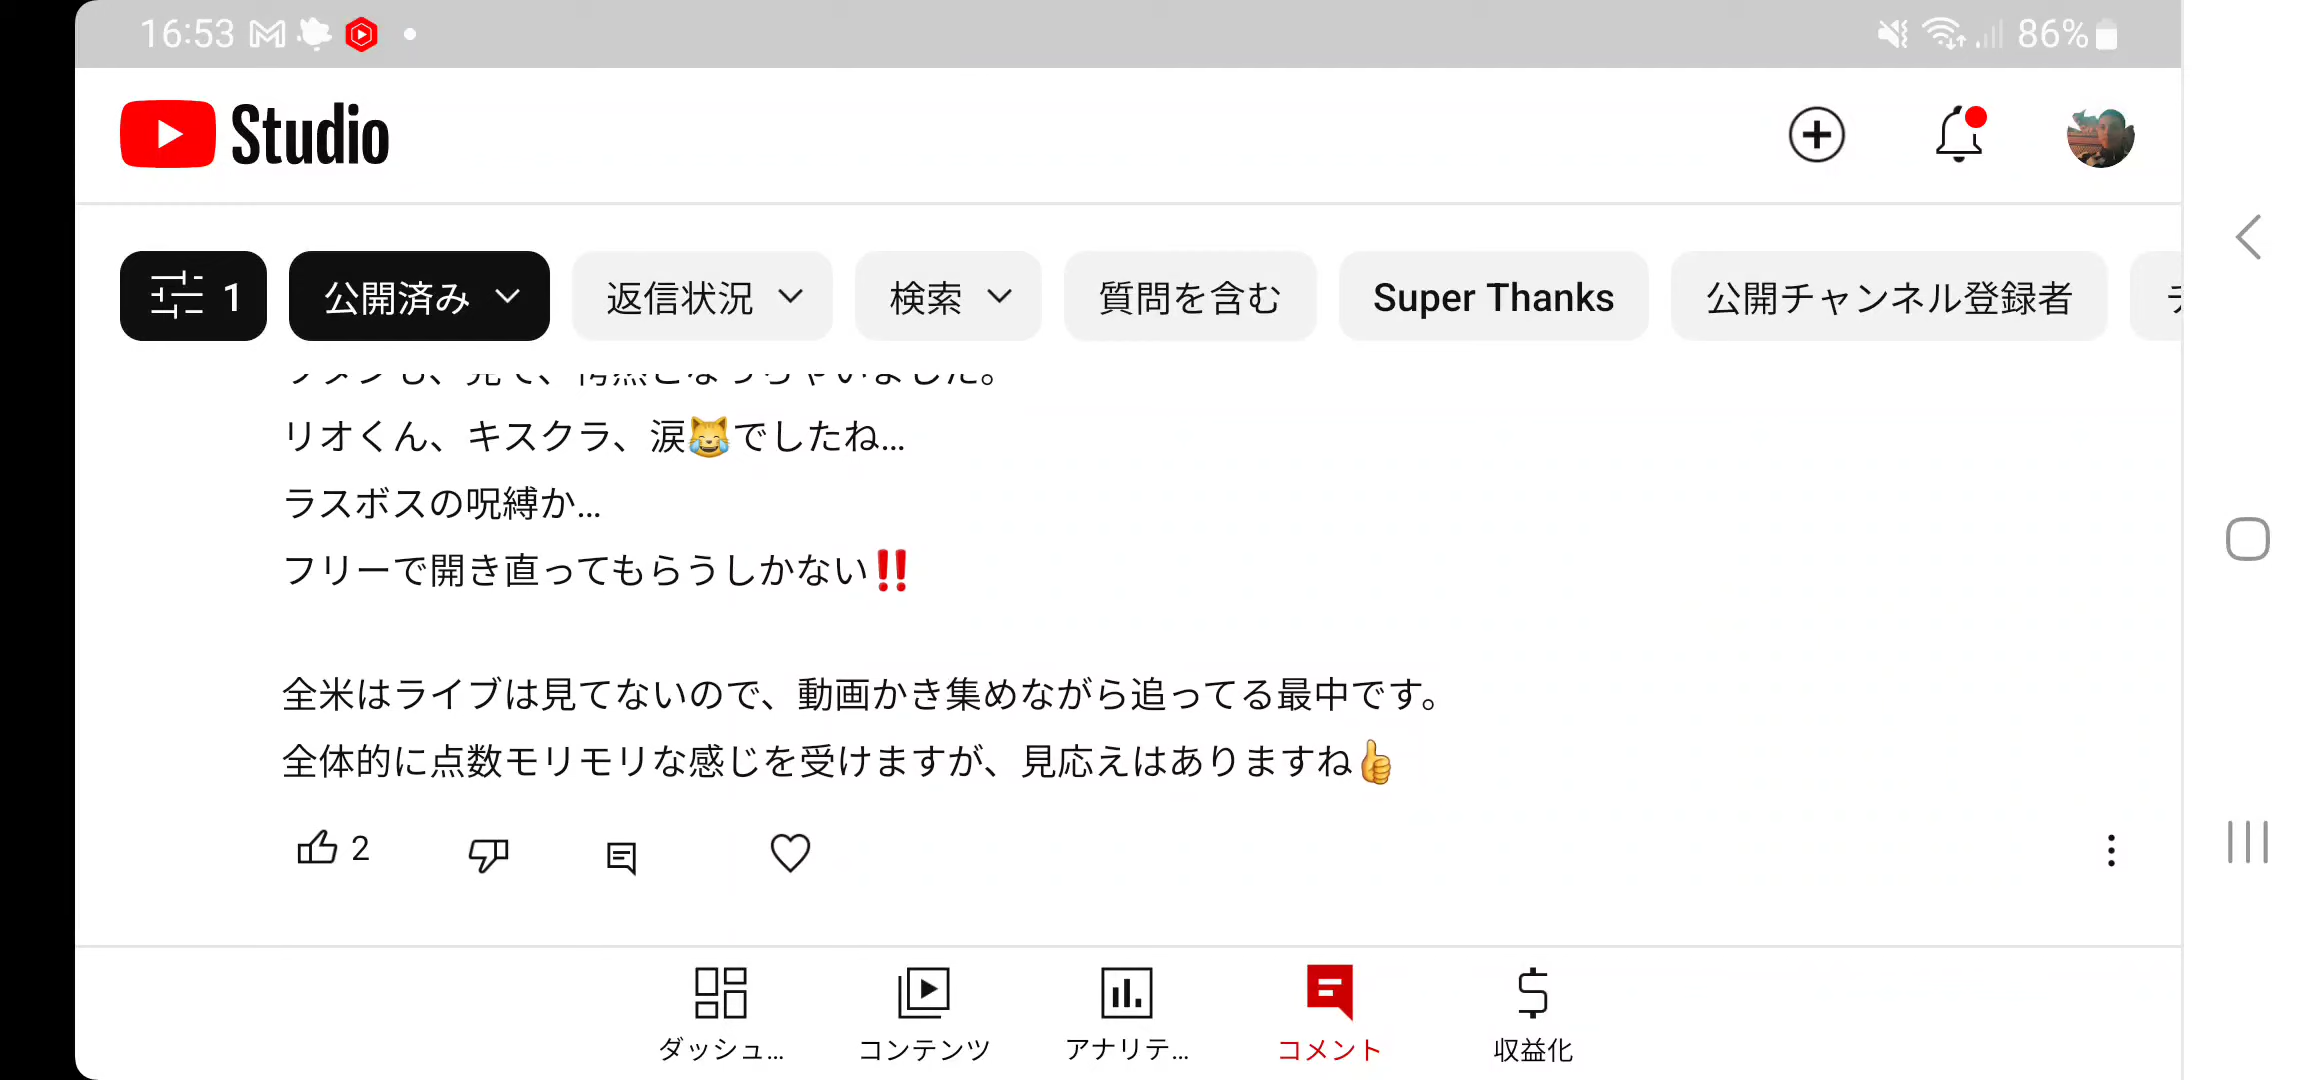 16:53
86%
Studio
1
公開済み
返信状況
検索
質問を含む
Super Thanks
公開チャンネル登録者
リオくん、キスクラ、涙😹でしたね…
ラスボスの呪縛か…
フリーで開き直ってもらうしかない‼️
全米はライブは見てないので、動画かき集めながら追ってる最中です。
全体的に点数モリモリな感じを受けますが、見応えはありますね👍
2
ダッシュ…
コンテンツ
アナリテ…
コメント
収益化